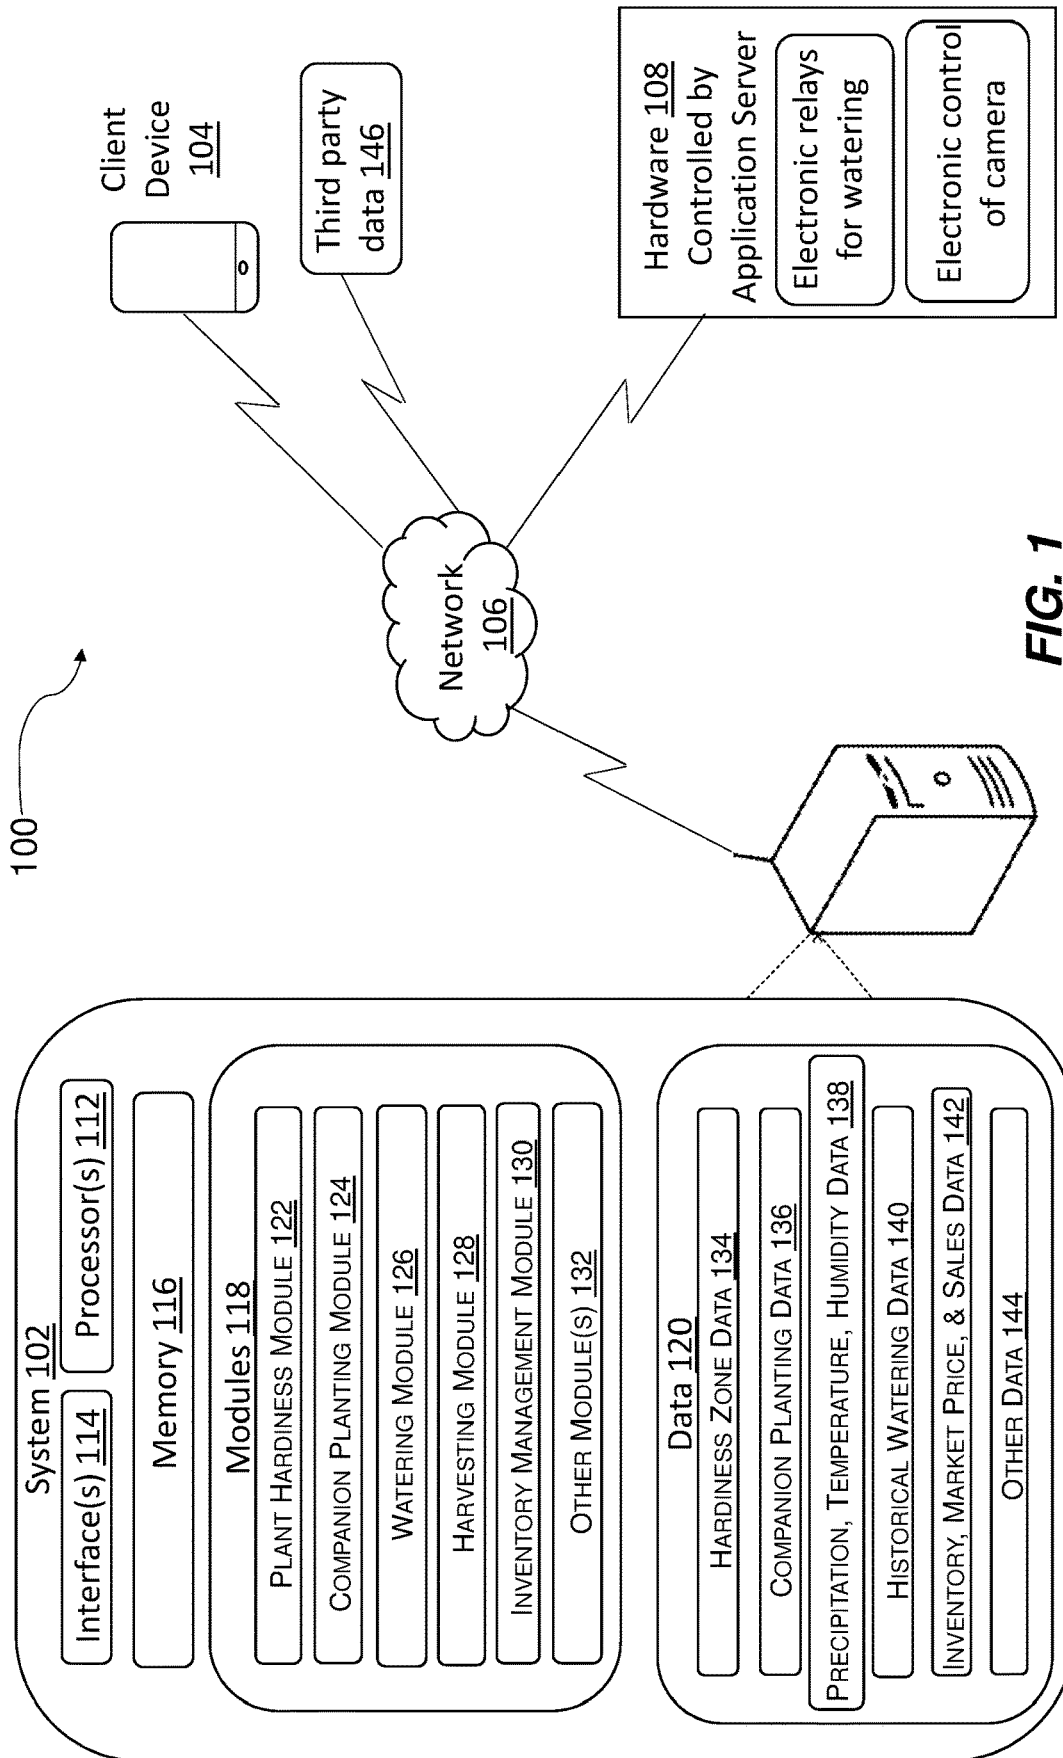 100
System 102
Interface(s) 114
Processor(s) 112
Memory 116
Modules 118
PLANT HARDINESS MODULE 122
COMPANION PLANTING MODULE 124
WATERING MODULE 126
HARVESTING MODULE 128
INVENTORY MANAGEMENT MODULE 130
OTHER MODULE(S) 132
Data 120
HARDINESS ZONE DATA 134
COMPANION PLANTING DATA 136
PRECIPITATION, TEMPERATURE, HUMIDITY DATA 138
HISTORICAL WATERING DATA 140
INVENTORY, MARKET PRICE, & SALES DATA 142
OTHER DATA 144
Network
106
Client
Device
104
Third party
data 146
Hardware 108
Controlled by
Application Server
Electronic relays
for watering
Electronic control
of camera
FIG. 1